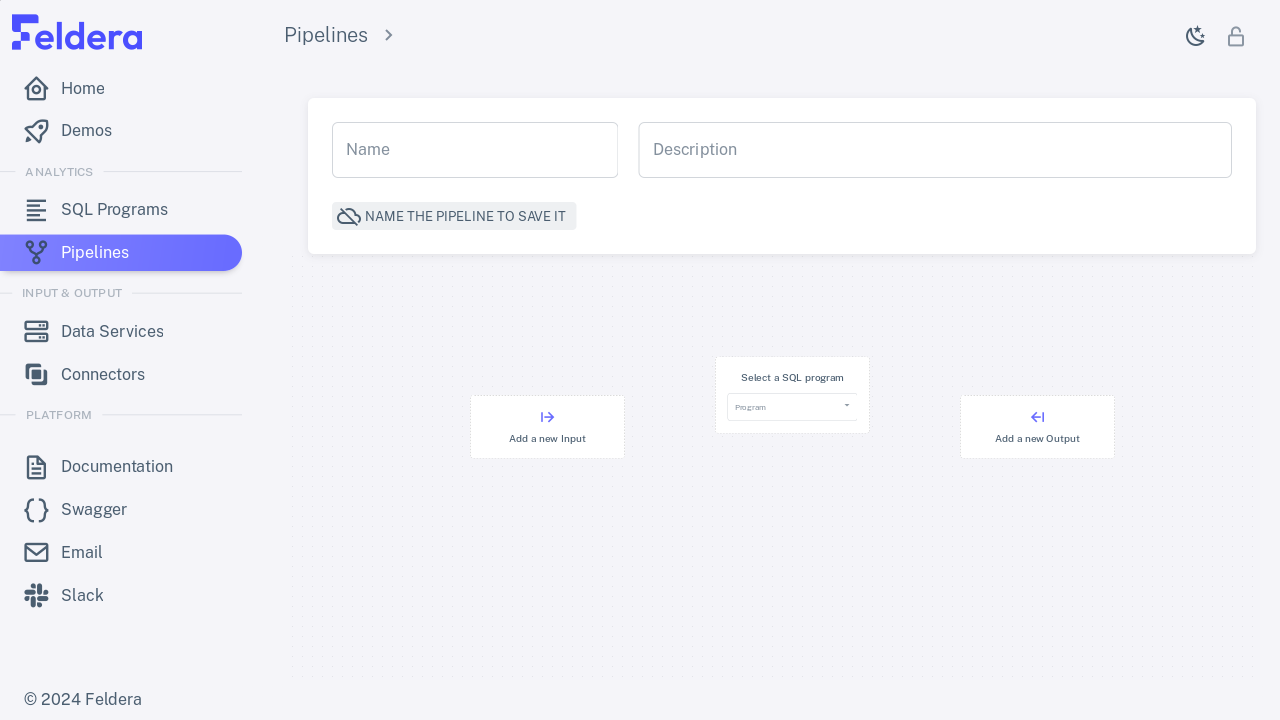 Feldera
Pipelines
Home
Demos
ANALYTICS
SQL Programs
Pipelines
INPUT & OUTPUT
Data Services
Connectors
PLATFORM
Documentation
Swagger
Email
Slack
© 2024 Feldera
Name
Description
NAME THE PIPELINE TO SAVE IT
Add a new Input
Select a SQL program
Program
Add a new Output